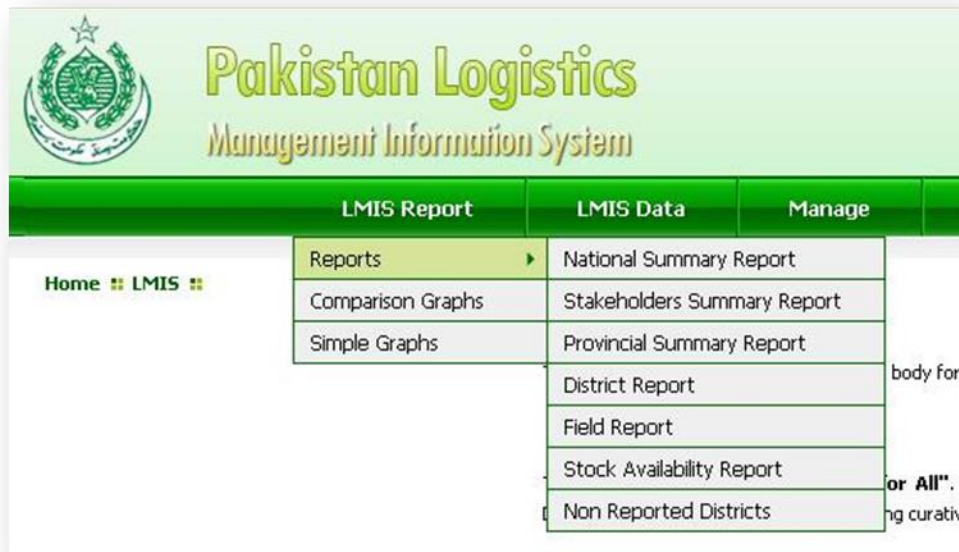 Pakistan Logistics
Management Information System
LMIS Report LMIS Data Manage
Home :: LMIS ::
Reports
Comparison Graphs
Simple Graphs
National Summary Report
Stakeholders Summary Report
Provincial Summary Report
District Report
Field Report
Stock Availability Report
Non Reported Districts
body for
or All".
ng curativ